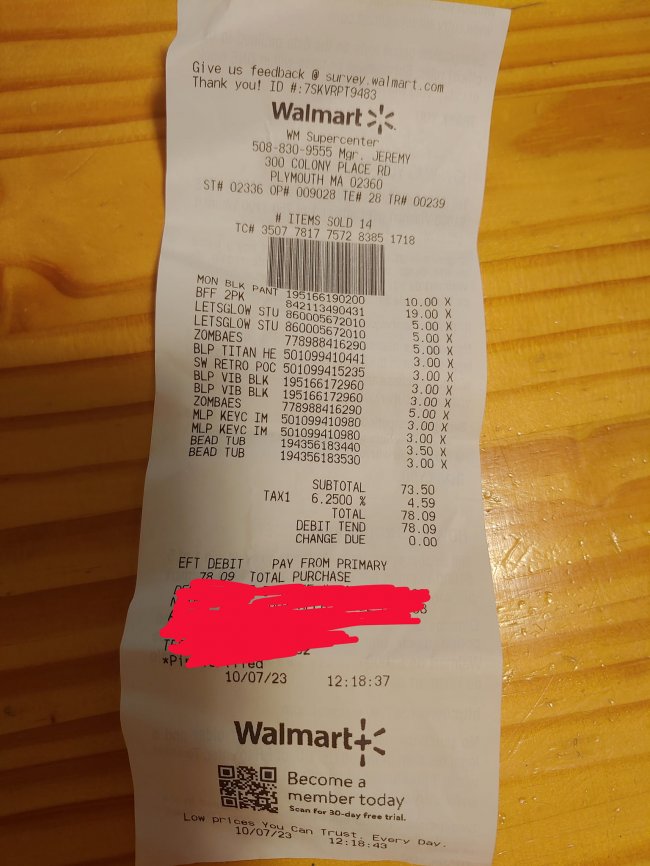 Give us feedback @ survey.walmart.com
Thank you! ID #:7SKVRPT9483
Walmart
WM Supercenter
508-830-9555 Mgr. JEREMY
300 COLONY PLACE RD
PLYMOUTH MA 02360
ST# 02336 OP# 009028 TE# 28 TR# 00239
# ITEMS SOLD 14
TC# 3507 7817 7572 8385 1718
MON BLK PANT 195166190200 10.00 X
BFF 2PK 842113490431 19.00 X
LETSGLOW STU 860005672010 5.00 X
LETSGLOW STU 860005672010 5.00 X
ZOMBAES 778988416290 5.00 X
BLP TITAN HE 501099410441 3.00 X
SW RETRO POC 501099415235 3.00 X
BLP VIB BLK 195166172960 3.00 X
BLP VIB BLK 195166172960 3.00 X
ZOMBAES 778988416290 5.00 X
MLP KEYC IM 501099410980 3.00 X
MLP KEYC IM 501099410980 3.00 X
BEAD TUB 194356183440 3.50 X
BEAD TUB 194356183530 3.00 X
SUBTOTAL 73.50
TAX1 6.2500 % 4.59
TOTAL 78.09
DEBIT TEND 78.09
CHANGE DUE 0.00
EFT DEBIT PAY FROM PRIMARY
78.09 TOTAL PURCHASE
10/07/23 12:18:37
Walmart+
Become a
member today
Scan for 30-day free trial.
Low prices You Can Trust. Every Day.
10/07/23 12:18:43